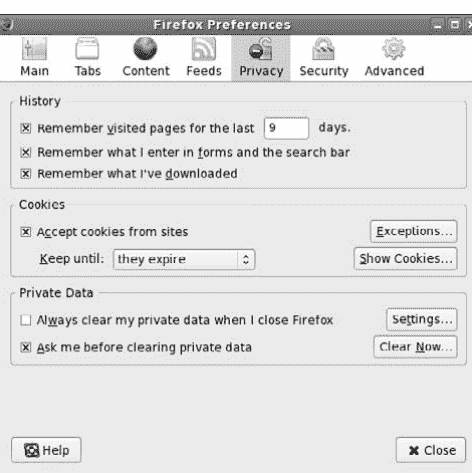 Firefox Preferences
Main Tabs Content Feeds Privacy Security Advanced
History
Remember visited pages for the last 9 days.
Remember what I enter in forms and the search bar
Remember what I've downloaded
Cookies
Accept cookies from sites Exceptions...
Keep until: they expire Show Cookies...
Private Data
Always clear my private data when I close Firefox Settings...
Ask me before clearing private data Clear Now...
Help Close